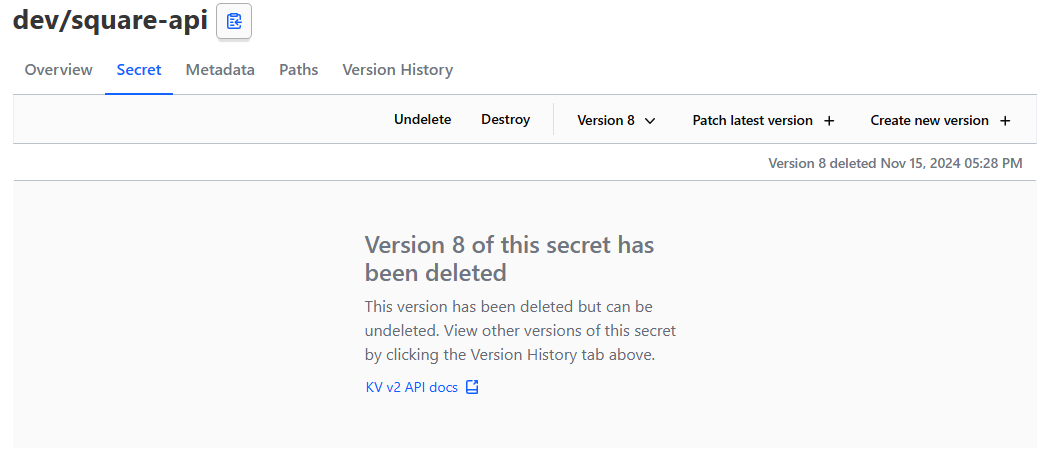 dev/square-api
Overview Secret Metadata Paths Version History
Undelete Destroy Version 8 Patch latest version + Create new version +
Version 8 deleted Nov 15, 2024 05:28 PM
Version 8 of this secret has
been deleted
This version has been deleted but can be
undeleted. View other versions of this secret
by clicking the Version History tab above.
KV v2 API docs